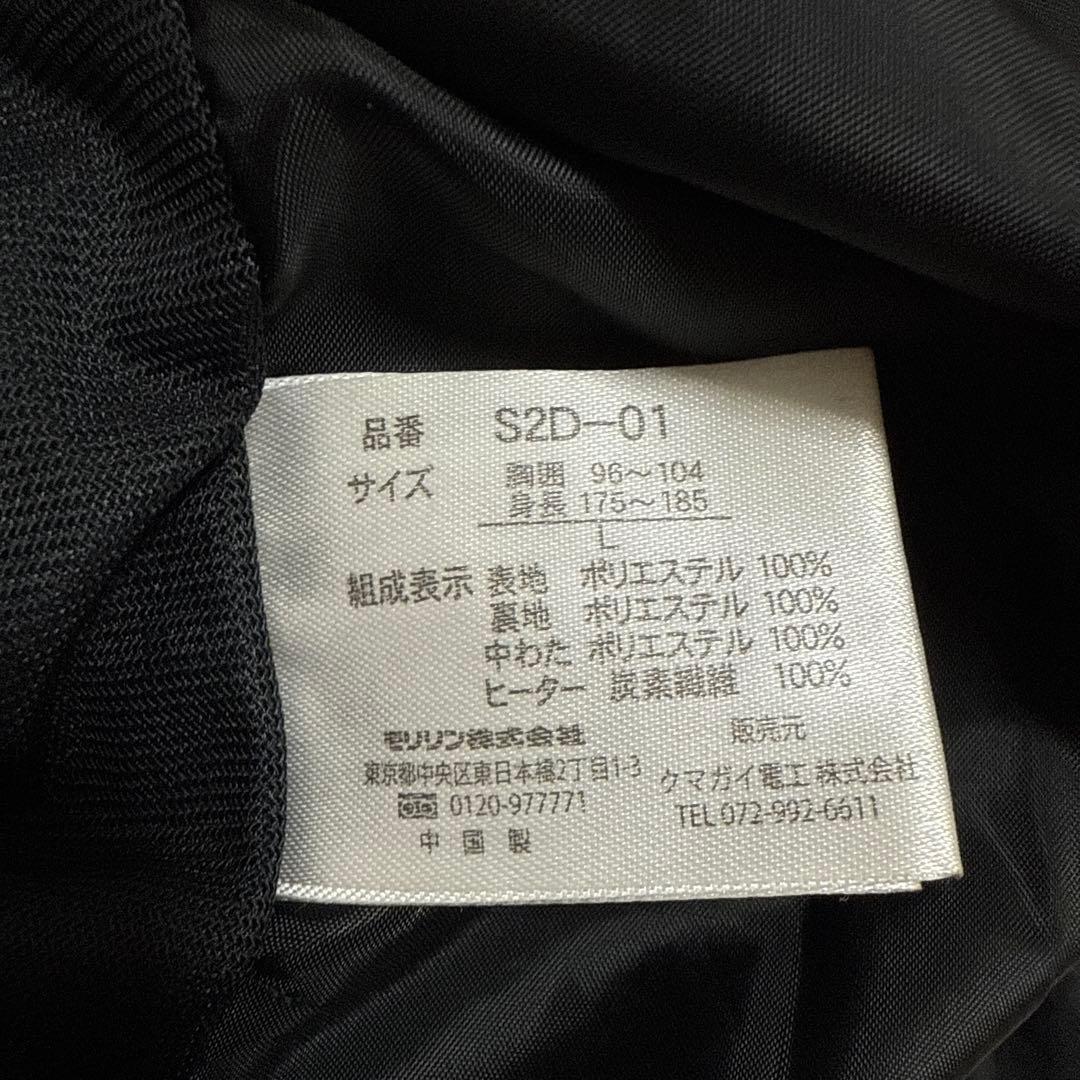 品番 S2D-01
サイズ 胸囲 96～104
身長 175～185
L
組成表示 表地 ポリエステル 100%
裏地 ポリエステル 100%
中わた ポリエステル 100%
ヒーター 炭素繊維 100%
モリリン株式会社
東京都中央区東日本橋2丁目1-3
0120-977771
中国製
販売元
クマガイ電工株式会社
TEL 072-992-6611